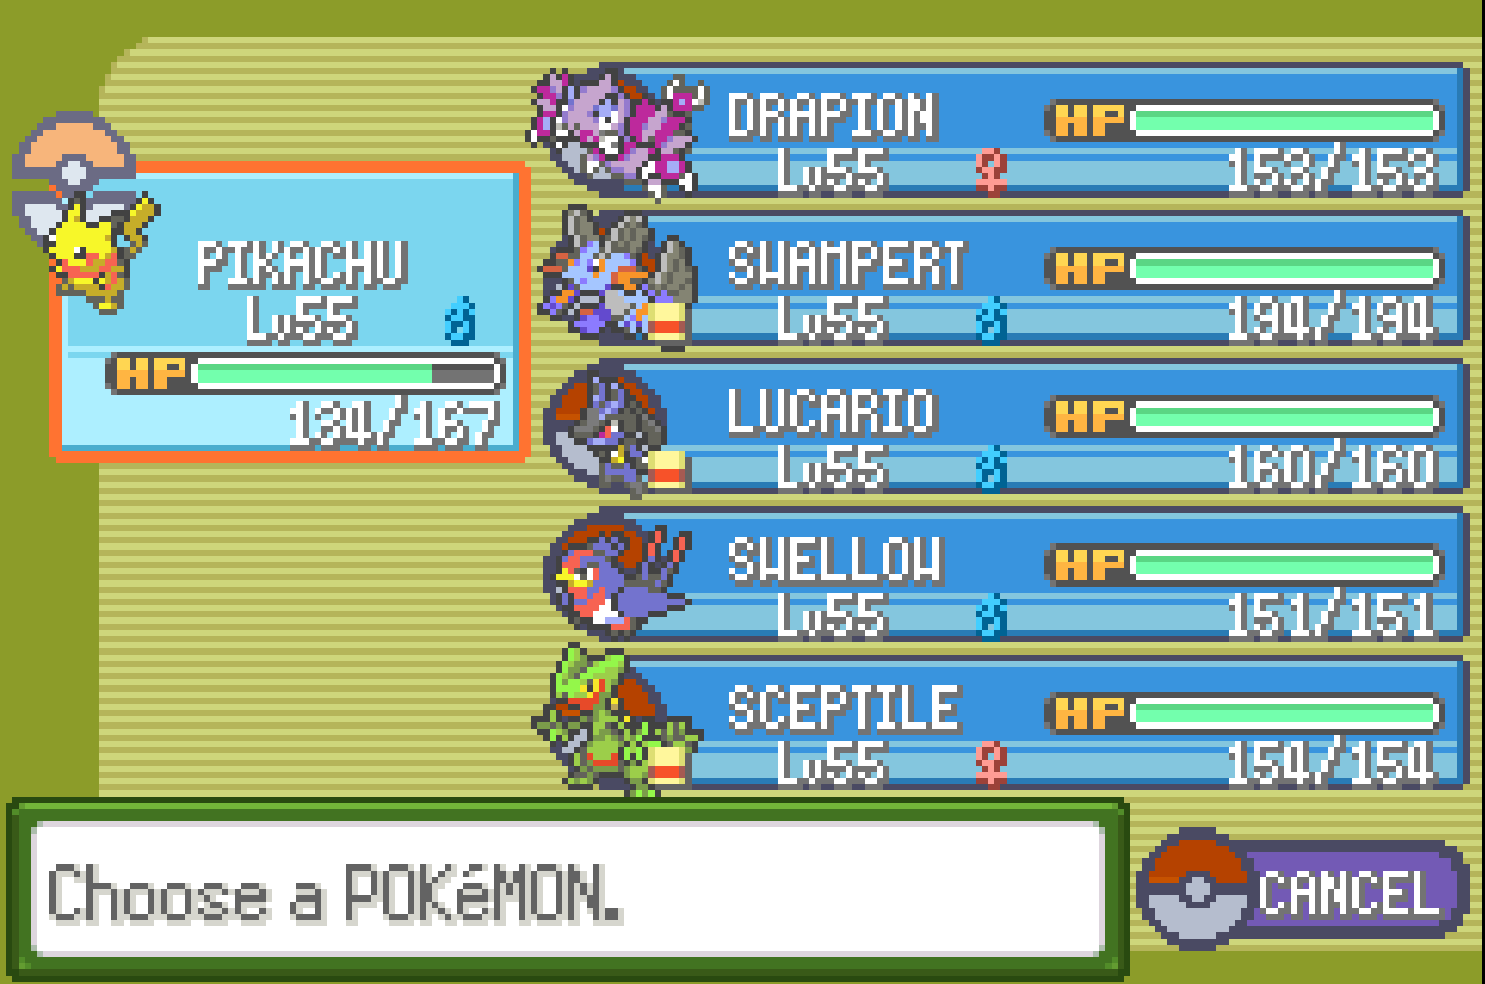 PIKACHU
Lv55 ♂
HP
134/167
DRAPION HP
Lv55 ♀ 153/153
SWAMPERT HP
Lv55 ♂ 194/194
LUCARIO HP
Lv55 ♂ 160/160
SWELLOW HP
Lv55 ♂ 151/151
SCEPTILE HP
Lv55 ♀ 154/154
Choose a POKéMON.
CANCEL